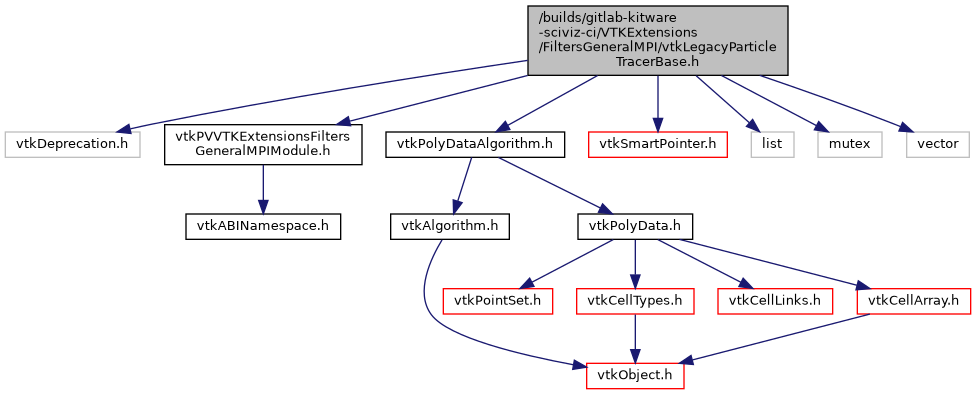 /builds/gitlab-kitware
-sciviz-ci/VTKExtensions
/FiltersGeneralMPI/vtkLegacyParticle
TracerBase.h
vtkDeprecation.h
vtkPVVTKExtensionsFilters
GeneralMPIModule.h
vtkPolyDataAlgorithm.h
vtkSmartPointer.h
list
mutex
vector
vtkABINamespace.h
vtkAlgorithm.h
vtkPolyData.h
vtkPointSet.h
vtkCellTypes.h
vtkCellLinks.h
vtkCellArray.h
vtkObject.h